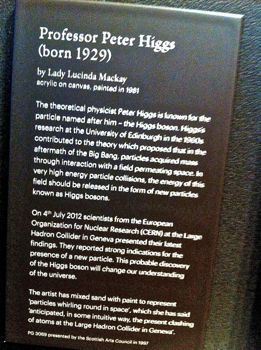 Professor Peter Higgs
(born 1929)
by Lady Lucinda Mackay
acrylic on canvas, painted in 1981
The theoretical physicist Peter Higgs is known for the
particle named after him – the Higgs boson. Higgs's
research at the University of Edinburgh in the 1960s
contributed to the theory which proposed that in the
aftermath of the Big Bang, particles acquired mass
through interaction with a field permeating space. In
very high energy particle collisions, the energy of this
field should be released in the form of new particles
known as Higgs bosons.
On 4th July 2012 scientists from the European
Organization for Nuclear Research (CERN) at the Large
Hadron Collider in Geneva presented their latest
findings. They reported strong indications for the
presence of a new particle. This probable discovery
of the Higgs boson will change our understanding
of the universe.
The artist has mixed sand with paint to represent
'particles whirling round in space', which she has said
'anticipated, in some intuitive way, the present clashing
of atoms at the Large Hadron Collider in Geneva'.
PG 3069 presented by the Scottish Arts Council in 1997